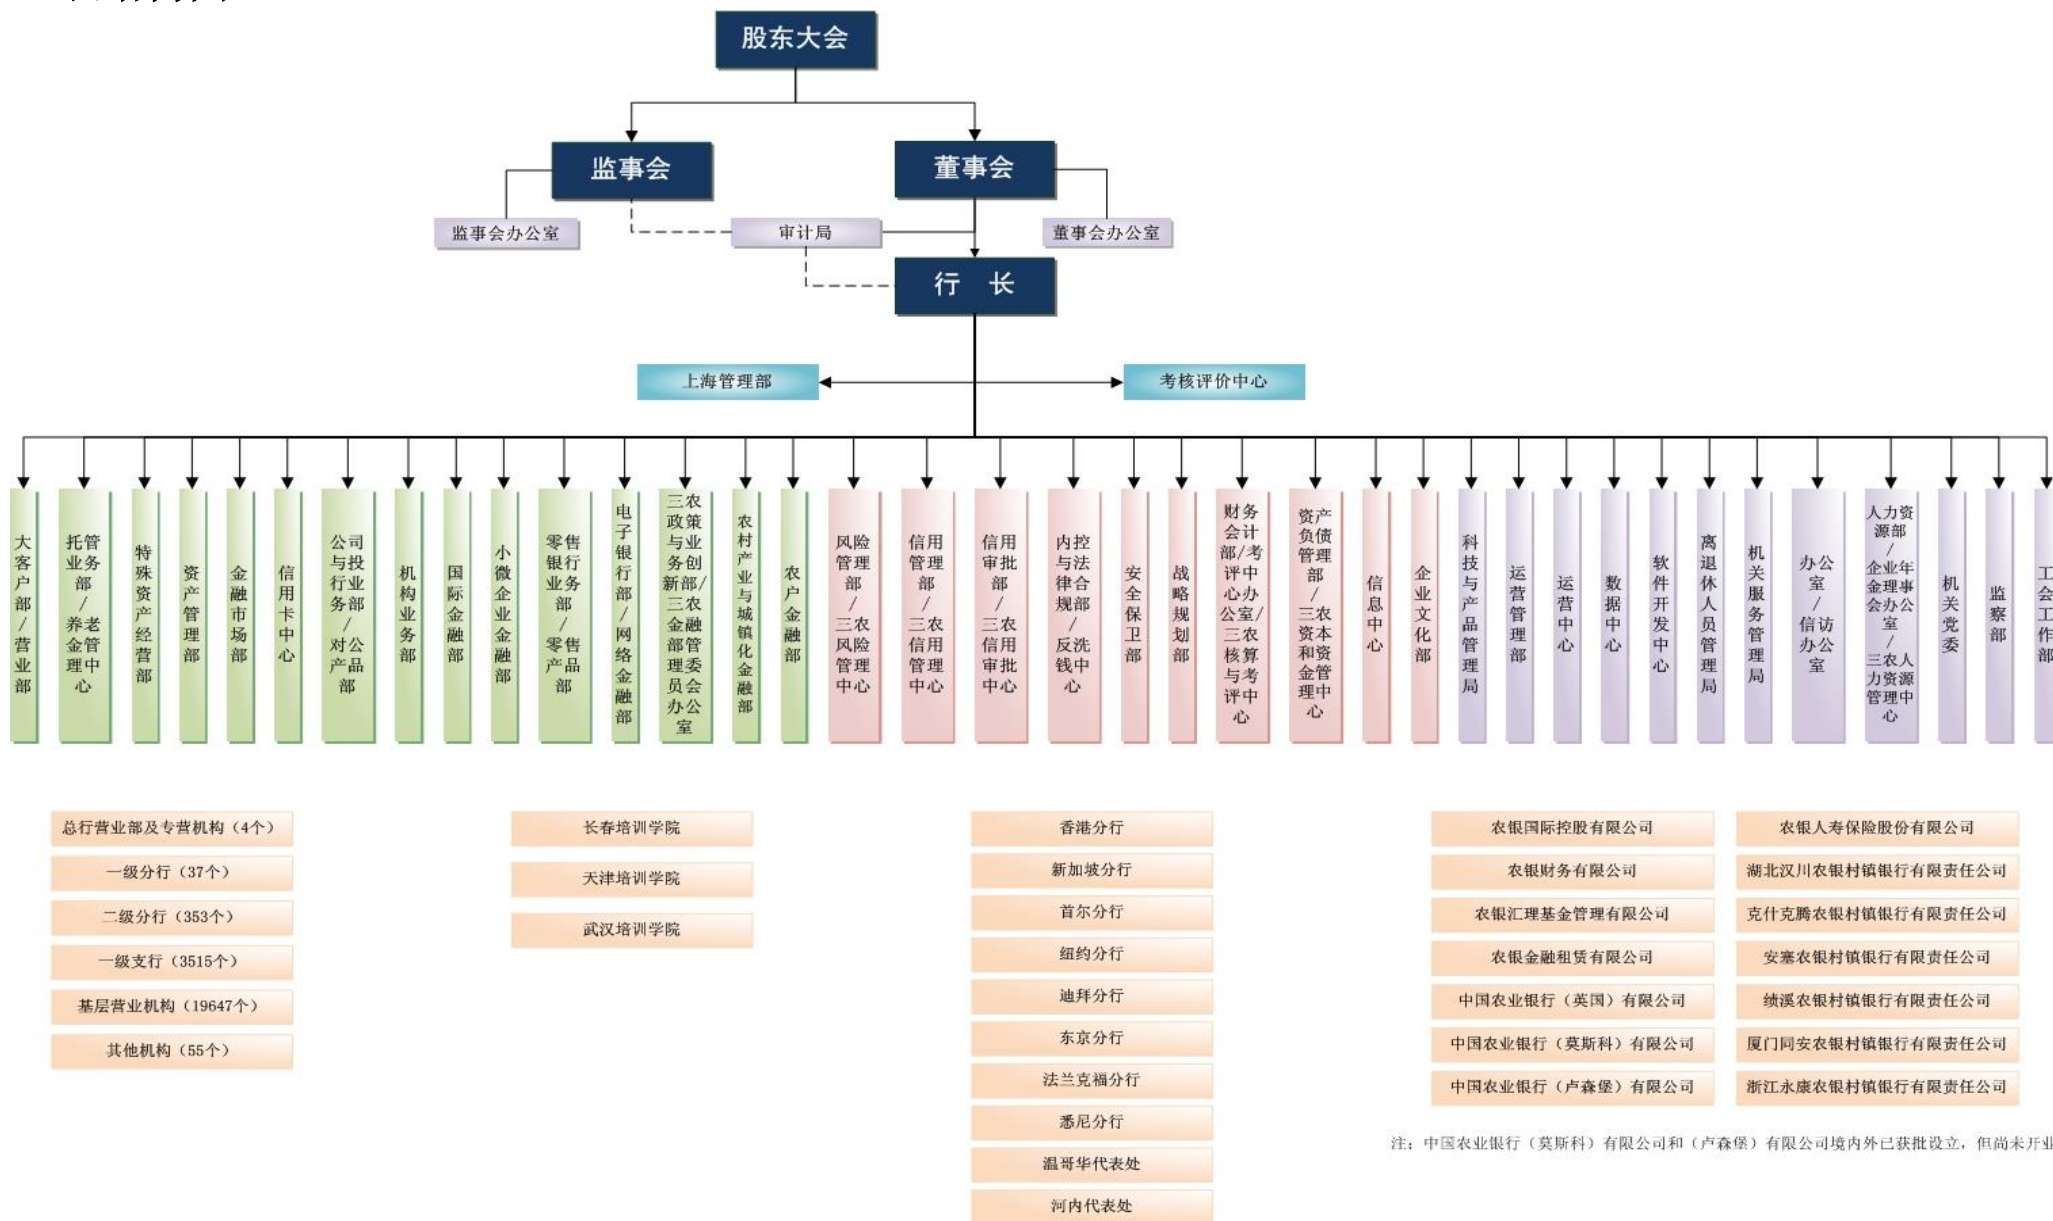 股东大会
监事会
董事会
监事会办公室
审计局
董事会办公室
行 长
上海管理部
考核评价中心
大客户部/营业部
托管业务部/养老金管理中心
特殊资产经营部
资产管理部
金融市场部
信用卡中心
公司与投行业务部/对公产品部
机构业务部
国际金融部
小微企业金融部
零售银行业务部/零售产品部
电子银行部/网络金融部
三农政策与业务创新部/三农金融部管理委员会办公室
农村产业与城镇化金融部
农户金融部
风险管理部/三农风险管理中心
信用管理部/三农信用管理中心
信用审批部/三农信用审批中心
内控与法律合规部/反洗钱中心
安全保卫部
战略规划部
财务会计部/考评中心办公室/三农核算与考评中心
资产负债管理部/三农资本和资金管理中心
信息中心
企业文化部
科技与产品管理局
运营管理部
运营中心
数据中心
软件开发中心
离退休人员管理局
机关服务管理局
办公室/信访办公室
人力资源部/企业年金理事会办公室/三农人力资源管理中心
机关党委
监察部
工会工作部
总行营业部及专营机构（4个）
一级分行（37个）
二级分行（353个）
一级支行（3515个）
基层营业机构（19647个）
其他机构（55个）
长春培训学院
天津培训学院
武汉培训学院
香港分行
新加坡分行
首尔分行
纽约分行
迪拜分行
东京分行
法兰克福分行
悉尼分行
温哥华代表处
河内代表处
农银国际控股有限公司
农银财务有限公司
农银汇理基金管理有限公司
农银金融租赁有限公司
中国农业银行（英国）有限公司
中国农业银行（莫斯科）有限公司
中国农业银行（卢森堡）有限公司
农银人寿保险股份有限公司
湖北汉川农银村镇银行有限责任公司
克什克腾农银村镇银行有限责任公司
安塞农银村镇银行有限责任公司
绩溪农银村镇银行有限责任公司
厦门同安农银村镇银行有限责任公司
浙江永康农银村镇银行有限责任公司
注：中国农业银行（莫斯科）有限公司和（卢森堡）有限公司境内外已获批设立，但尚未开业